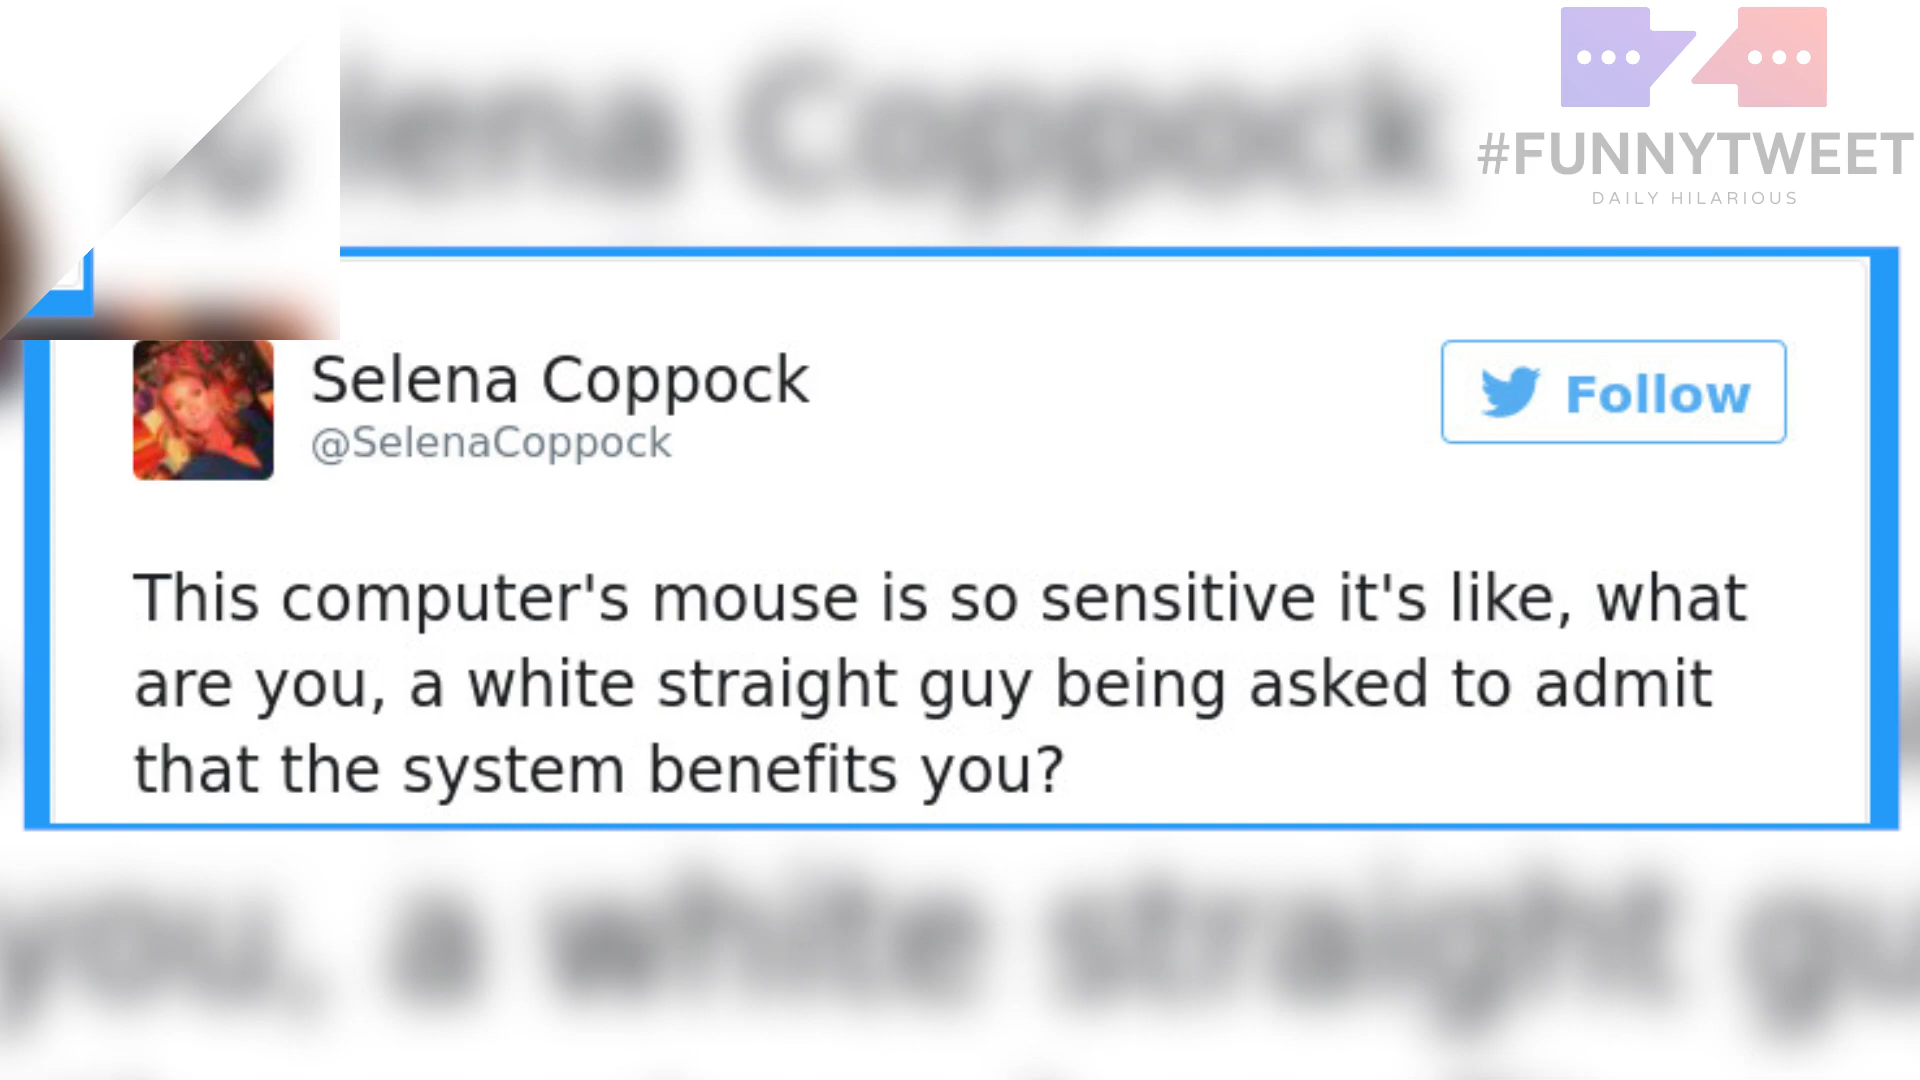 #FUNNYTWEET
DAILY HILARIOUS
Selena Coppock
@SelenaCoppock
Follow
This computer's mouse is so sensitive it's like, what
are you, a white straight guy being asked to admit
that the system benefits you?